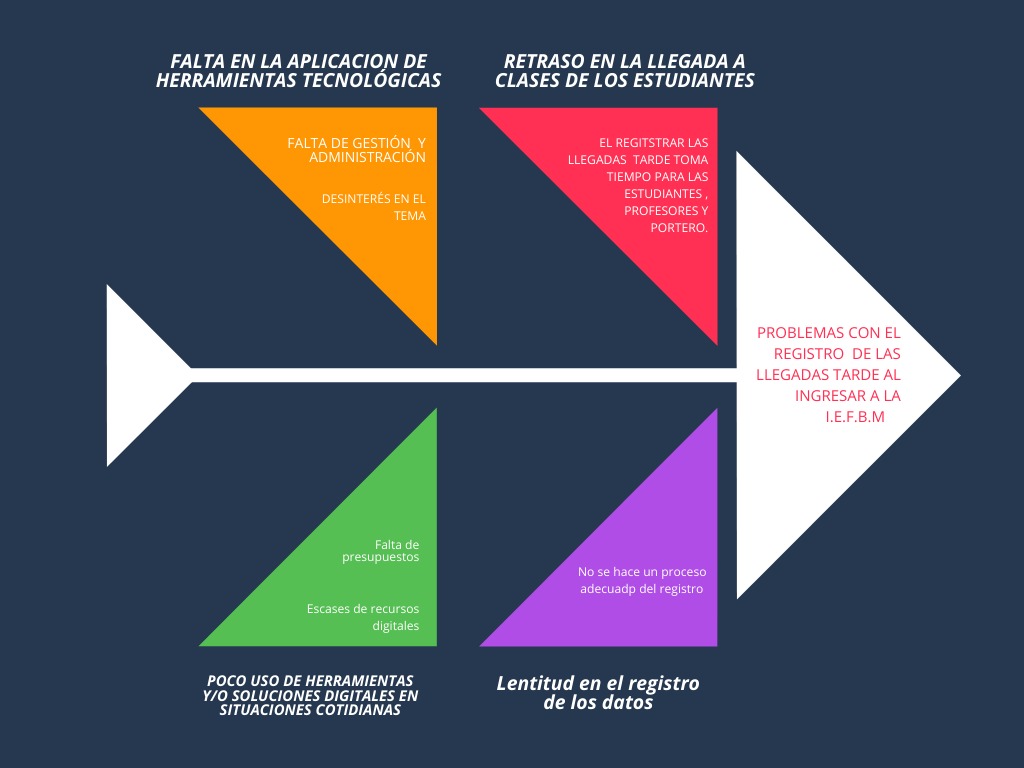 FALTA EN LA APLICACION DE
HERRAMIENTAS TECNOLÓGICAS
RETRASO EN LA LLEGADA A
CLASES DE LOS ESTUDIANTES
FALTA DE GESTIÓN  Y
ADMINISTRACIÓN
DESINTERÉS EN EL
TEMA
EL REGITSTRAR LAS
LLEGADAS  TARDE TOMA
TIEMPO PARA LAS
ESTUDIANTES ,
PROFESORES Y
PORTERO.
PROBLEMAS CON EL
REGISTRO  DE LAS
LLEGADAS TARDE AL
INGRESAR A LA
I.E.F.B.M
Falta de
presupuestos
Escases de recursos
digitales
No se hace un proceso
adecuadp del registro
POCO USO DE HERRAMIENTAS
Y/O SOLUCIONES DIGITALES EN
SITUACIONES COTIDIANAS
Lentitud en el registro
de los datos